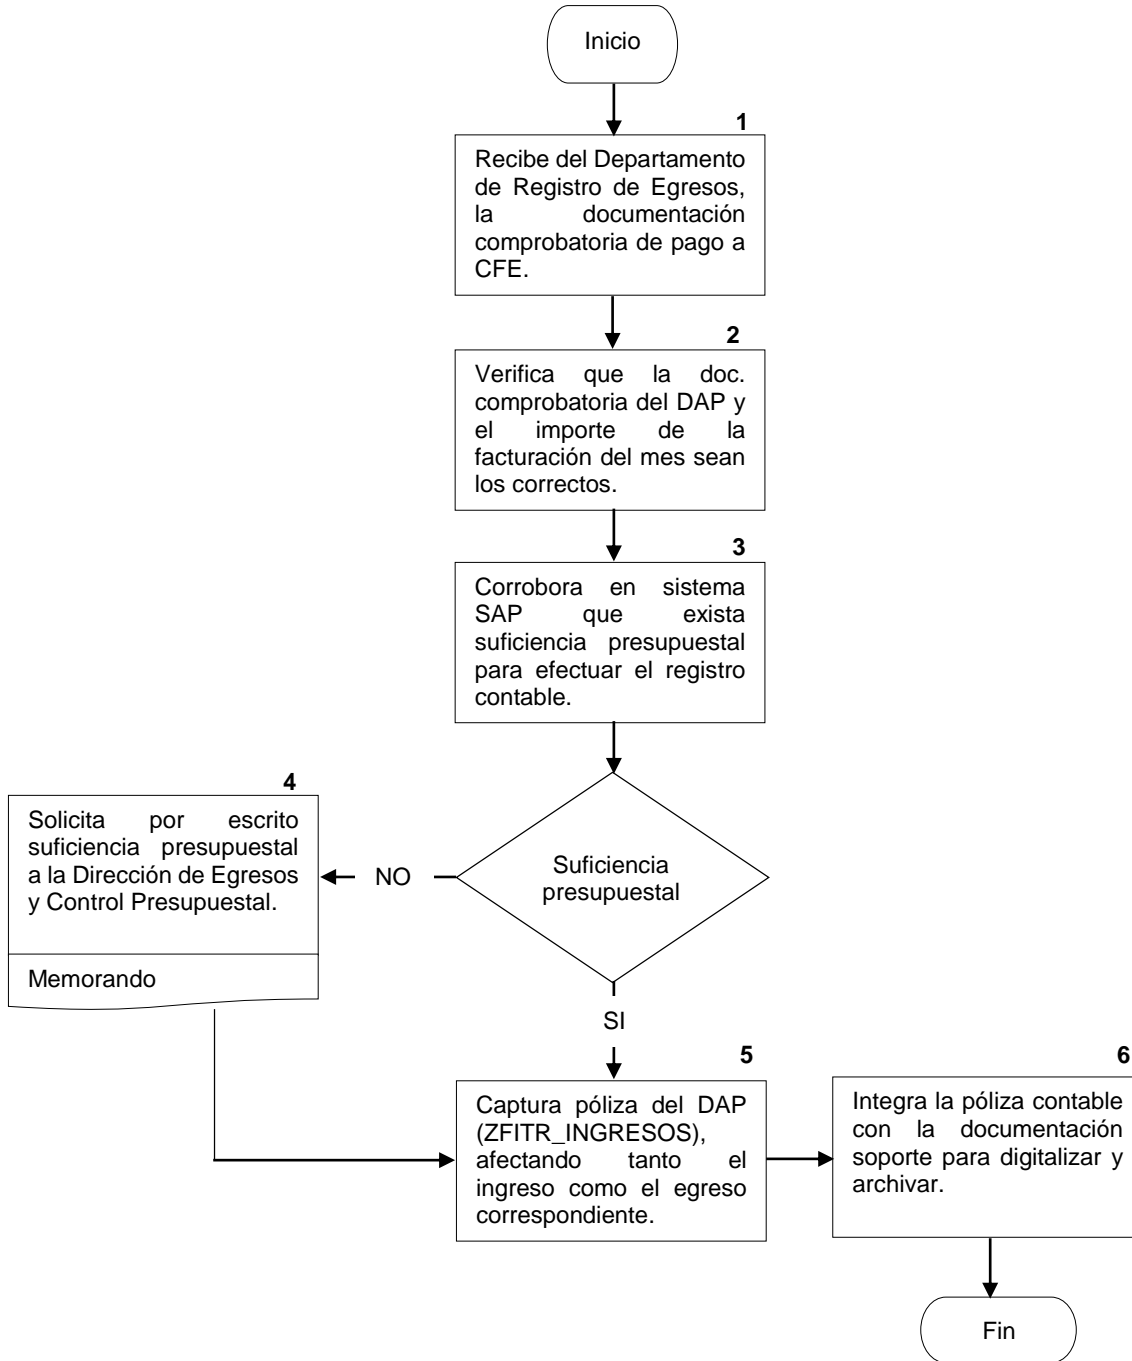 Inicio
1
Recibe del Departamento
de Registro de Egresos,
la documentación
comprobatoria de pago a
CFE.
2
Verifica que la doc.
comprobatoria del DAP y
el importe de la
facturación del mes sean
los correctos.
3
Corrobora en sistema
SAP que exista
suficiencia presupuestal
para efectuar el registro
contable.
4
Solicita por escrito
suficiencia presupuestal
a la Dirección de Egresos
y Control Presupuestal.
Memorando
NO
Suficiencia
presupuestal
SI
5
Captura póliza del DAP
(ZFITR_INGRESOS),
afectando tanto el
ingreso como el egreso
correspondiente.
6
Integra la póliza contable
con la documentación
soporte para digitalizar y
archivar.
Fin